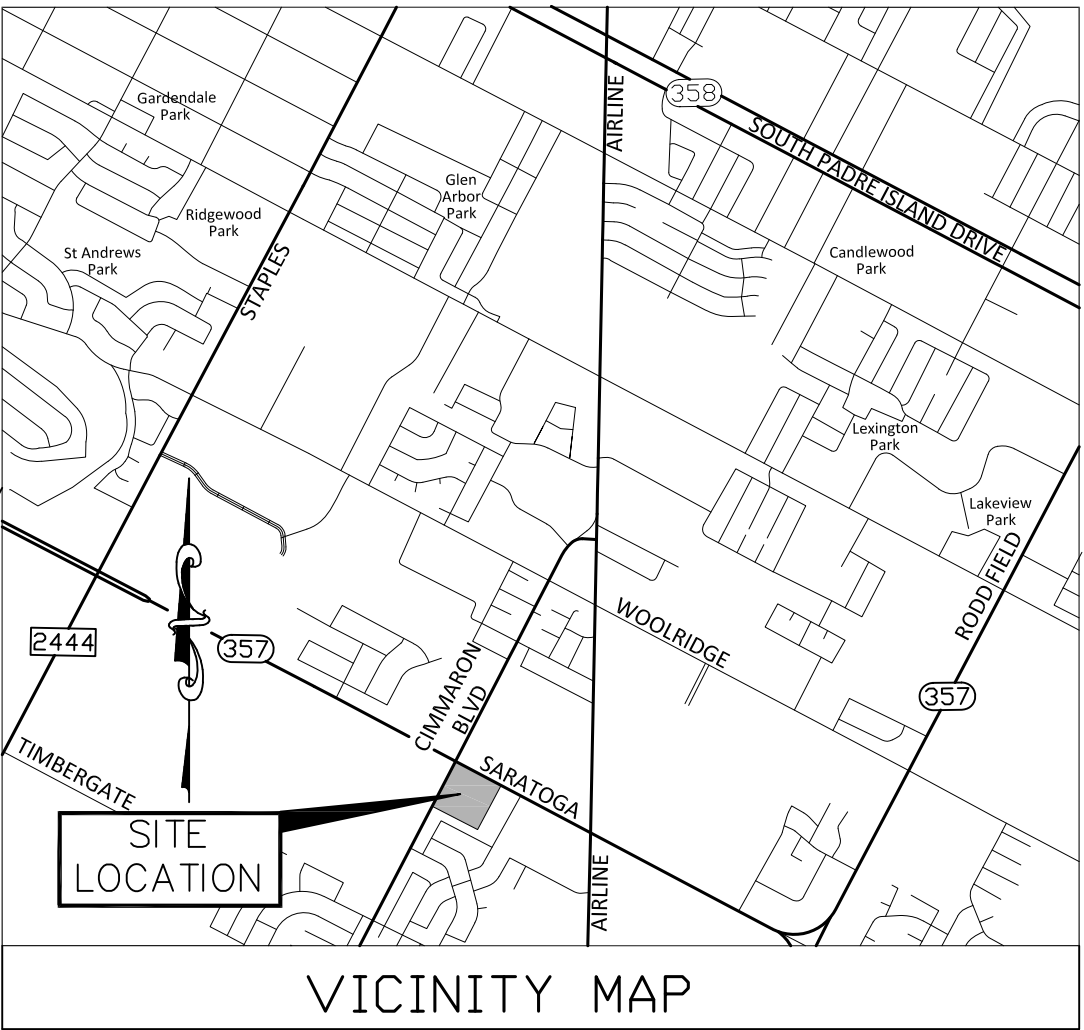 Gardendale
Park
AIRLINE
358
SOUTH PADRE ISLAND DRIVE
Glen
Arbor
Park
Ridgewood
Park
St Andrews
Park
STAPLES
Candlewood
Park
Lexington
Park
Lakeview
Park
RODD FIELD
WOOLRIDGE
2444
357
CIMMARON
BLVD
357
TIMBERGATE
SARATOGA
SITE
LOCATION
AIRLINE
VICINITY MAP